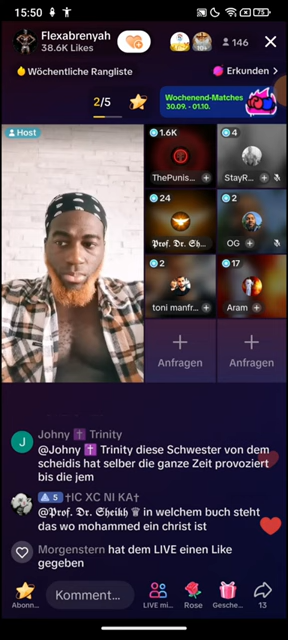 15:50
75
Flexabrenyah
38.6K Likes
146
Wöchentliche Rangliste
Erkunden >
2/5
Wochenend-Matches
30.09. - 01.10.
Host
1.6K
4
ThePunis...
StayR...
24
2
𝕻𝖗𝖔𝖋. 𝕯𝖗. 𝕾𝖍...
OG
2
17
toni manfr...
Aram
Anfragen
Anfragen
J
Johny ✝️ Trinity
@Johny ✝️ Trinity diese Schwester von dem
scheidis hat selber die ganze Zeit provoziert
bis die jem
5 †IC XC NI KA†
@𝕻𝖗𝖔𝖋. 𝕯𝖗. 𝕾𝖍𝖊𝖎𝖐𝖍 ♕ in welchem buch steht
das wo mohammed ein christ ist
Morgenstern hat dem LIVE einen Like
gegeben
Komment...
Abonn...
LIVE mi...
Rose
Gesche...
13